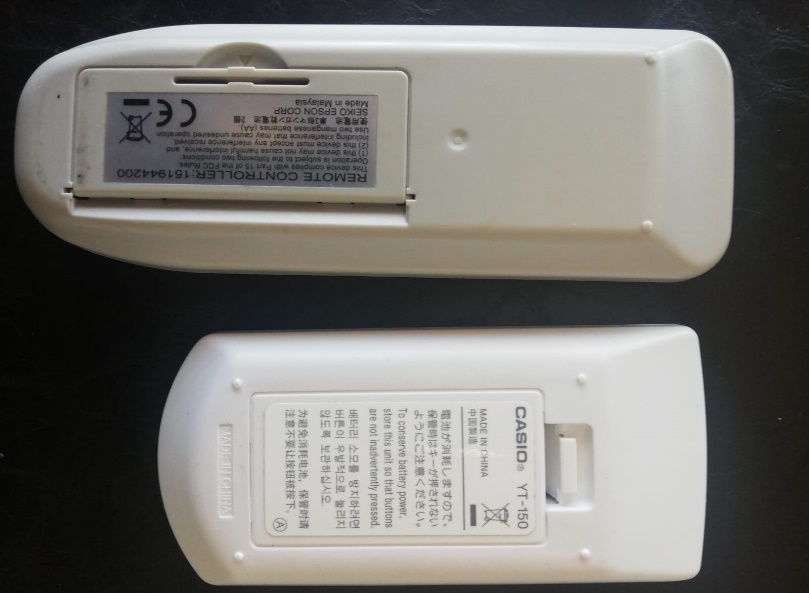 REMOTE CONTROLLER:151944200
This device complies with Part 15 of the FCC Rules.
Operation is subject to the following two conditions:
(1) this device may not cause harmful interference, and
(2) this device must accept any interference received,
including interference that may cause undesired operation.
Use two manganese batteries (AA)
使用電池 単3形マンガン乾電池 2個
SEIKO EPSON CORP.
Made in Malaysia
CE
CASIO® YT-150
MADE IN CHINA
中国製造
電池が消耗しますので、
保管時はキーが押されない
ようにご注意ください。
To conserve battery power,
store this unit so that buttons
are not inadvertently pressed.
배터리 소모를 방지하려면
버튼이 우발적으로 눌리지
않도록 보관하십시오.
为避免消耗电池，保管时请
注意不要让按钮被按下。
Ⓐ
MADE IN CHINA